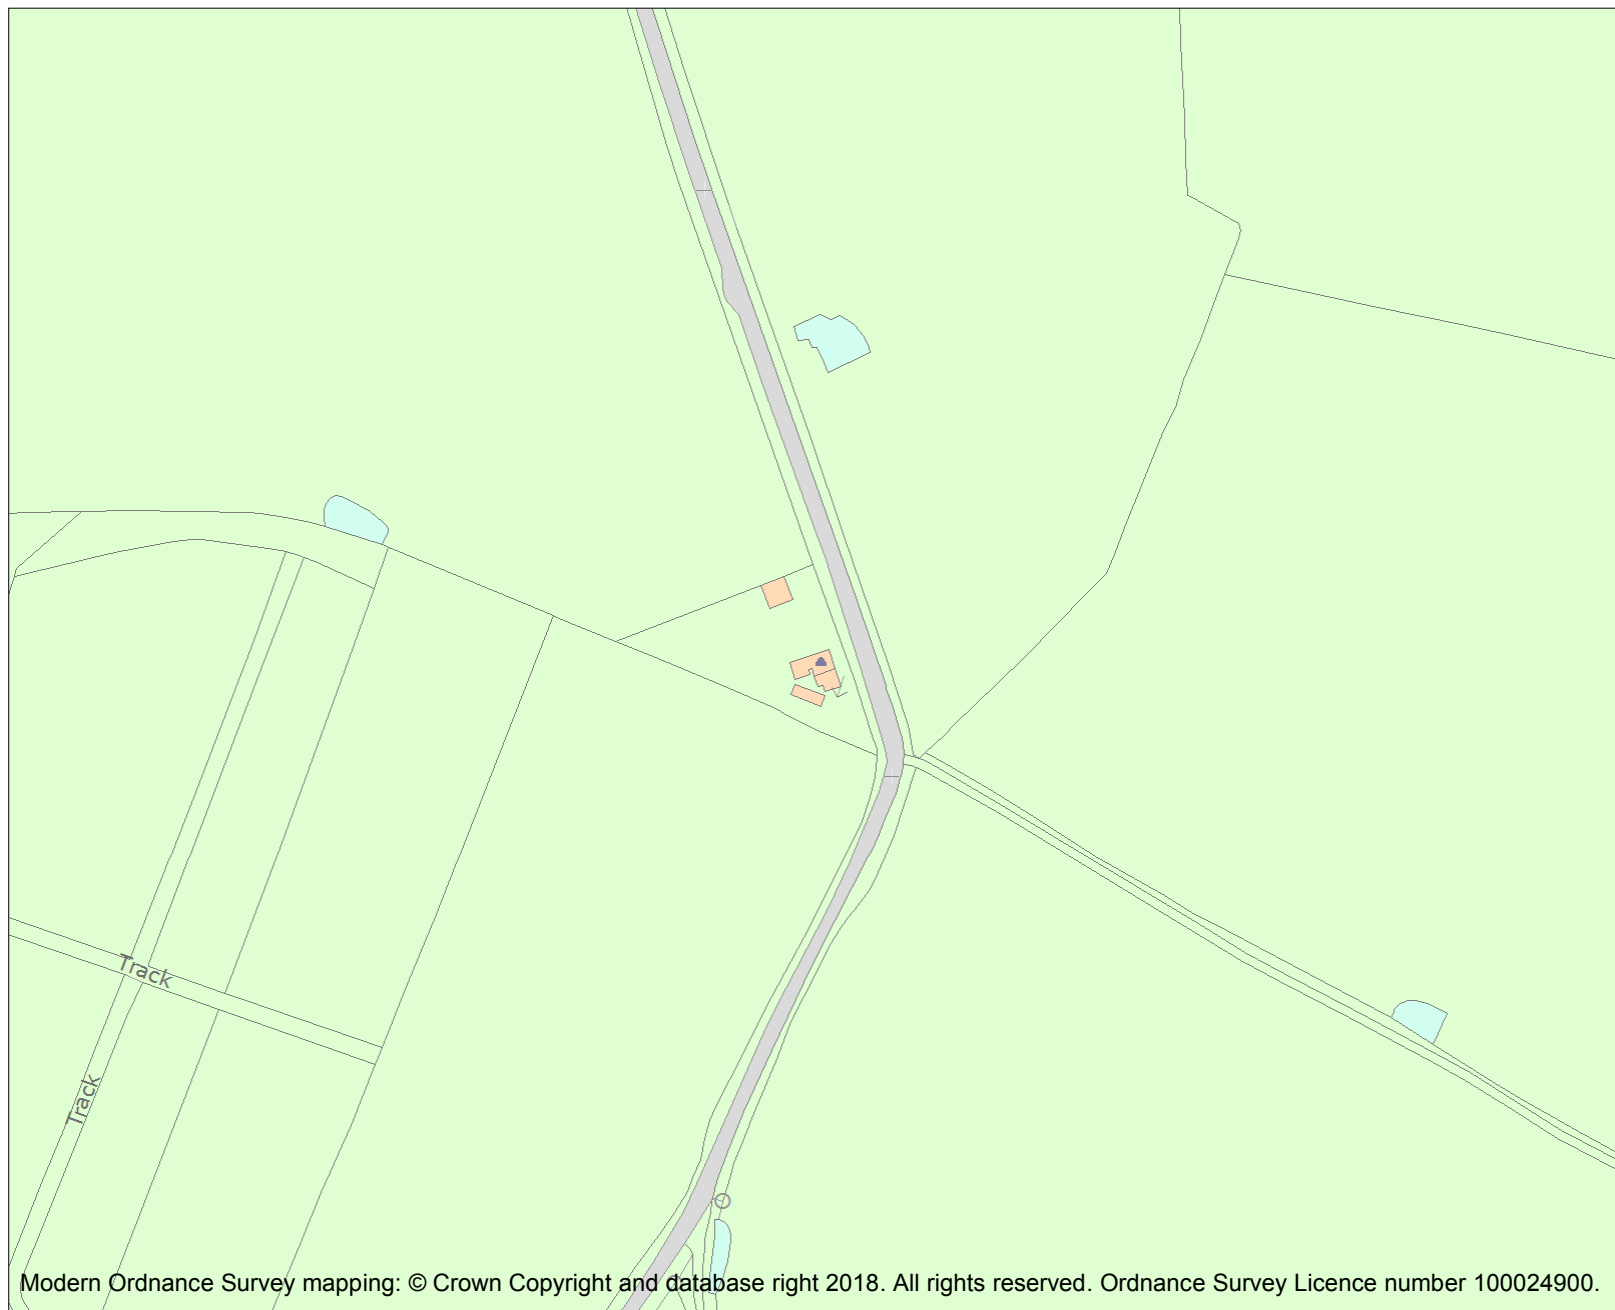 Track
Track
Modern Ordnance Survey mapping: © Crown Copyright and database right 2018. All rights reserved. Ordnance Survey Licence number 100024900.